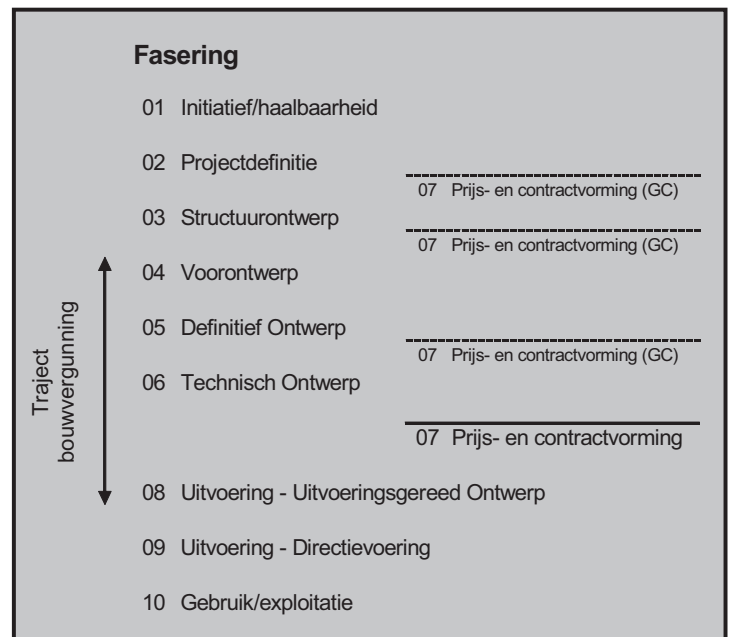 Fasering
01 Initiatief/haalbaarheid
02 Projectdefinitie
07 Prijs- en contractvorming (GC)
03 Structuurontwerp
07 Prijs- en contractvorming (GC)
04 Voorontwerp
05 Definitief Ontwerp
07 Prijs- en contractvorming (GC)
06 Technisch Ontwerp
07 Prijs- en contractvorming
08 Uitvoering - Uitvoeringsgereed Ontwerp
09 Uitvoering - Directievoering
10 Gebruik/exploitatie
Traject
bouwvergunning